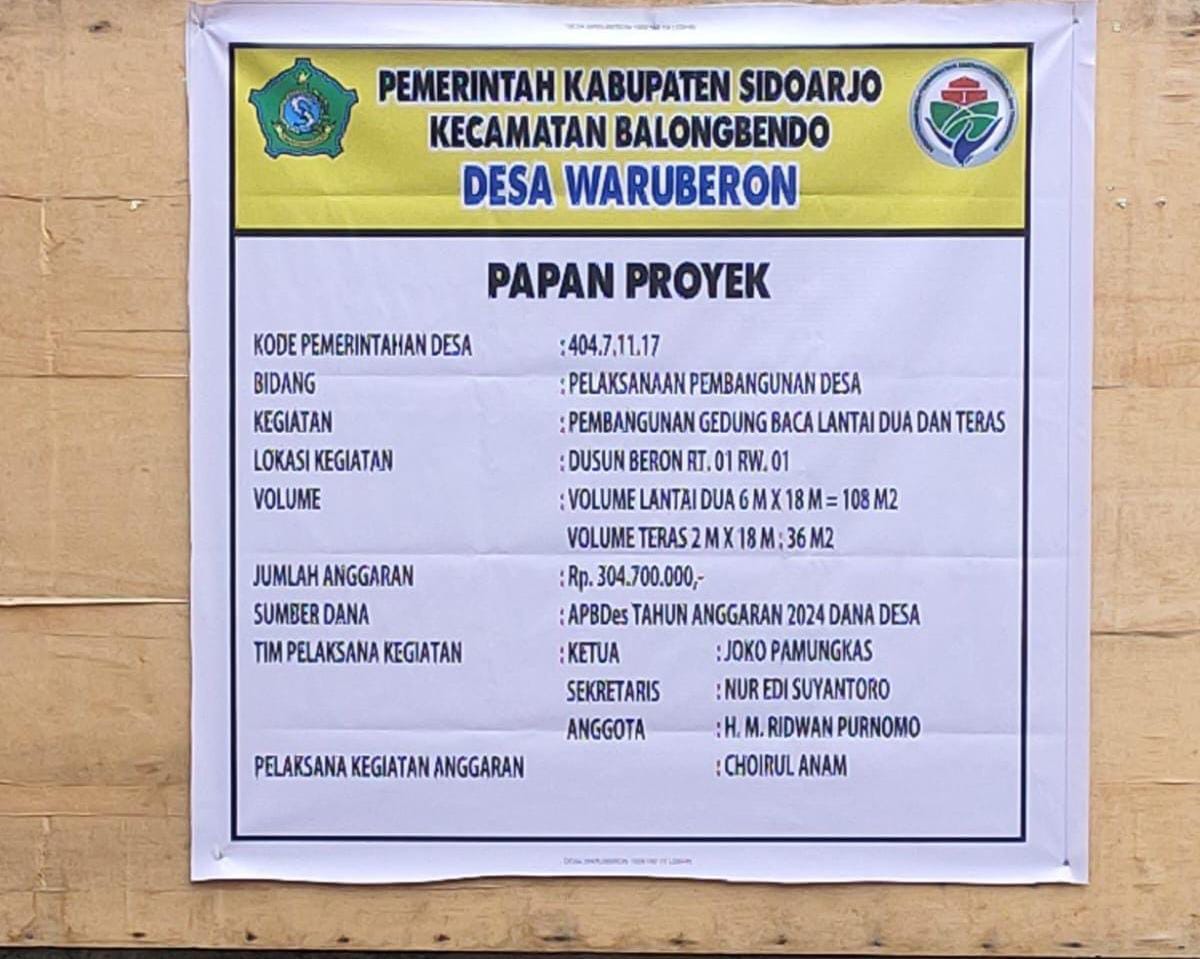 PEMERINTAH KABUPATEN SIDOARJO
KECAMATAN BALONGBENDO
DESA WARUBERON
PAPAN PROYEK
KODE PEMERINTAHAN DESA : 404.7.11.17
BIDANG : PELAKSANAAN PEMBANGUNAN DESA
KEGIATAN : PEMBANGUNAN GEDUNG BACA LANTAI DUA DAN TERAS
LOKASI KEGIATAN : DUSUN BERON RT. 01 RW. 01
VOLUME : VOLUME LANTAI DUA 6 M X 18 M = 108 M2
VOLUME TERAS 2 M X 18 M : 36 M2
JUMLAH ANGGARAN : Rp. 304.700.000,-
SUMBER DANA : APBDes TAHUN ANGGARAN 2024 DANA DESA
TIM PELAKSANA KEGIATAN : KETUA : JOKO PAMUNGKAS
SEKRETARIS : NUR EDI SUYANTORO
ANGGOTA : H. M. RIDWAN PURNOMO
PELAKSANA KEGIATAN ANGGARAN : CHOIRUL ANAM